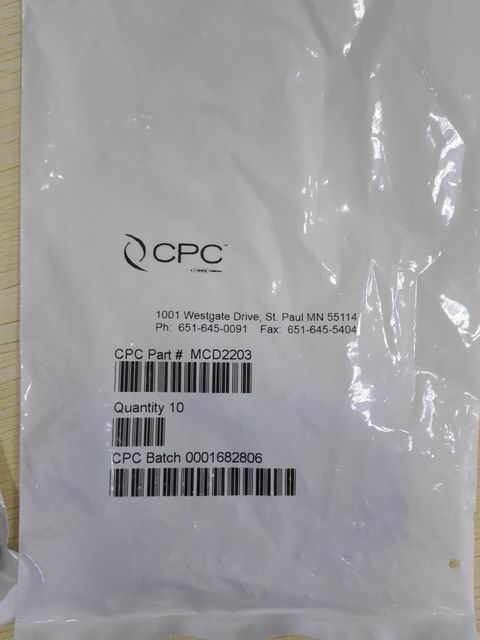 CPC™
1001 Westgate Drive, St. Paul MN 55114
Ph: 651-645-0091 Fax: 651-645-5404
CPC Part # MCD2203
Quantity 10
CPC Batch 0001682806